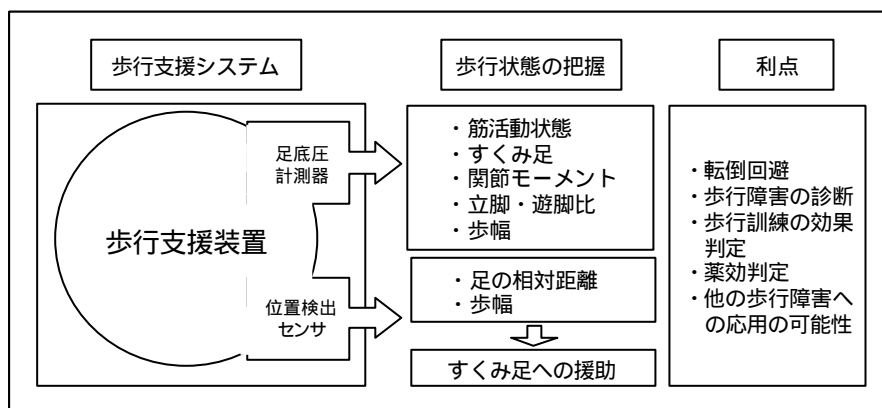 歩行支援システム
歩行状態の把握
利点
足底圧
計測器
歩行支援装置
位置検出
センサ
・筋活動状態
・すくみ足
・関節モーメント
・立脚・遊脚比
・歩幅
・足の相対距離
・歩幅
すくみ足への援助
・転倒回避
・歩行障害の診断
・歩行訓練の効果
判定
・薬効判定
・他の歩行障害へ
の応用の可能性